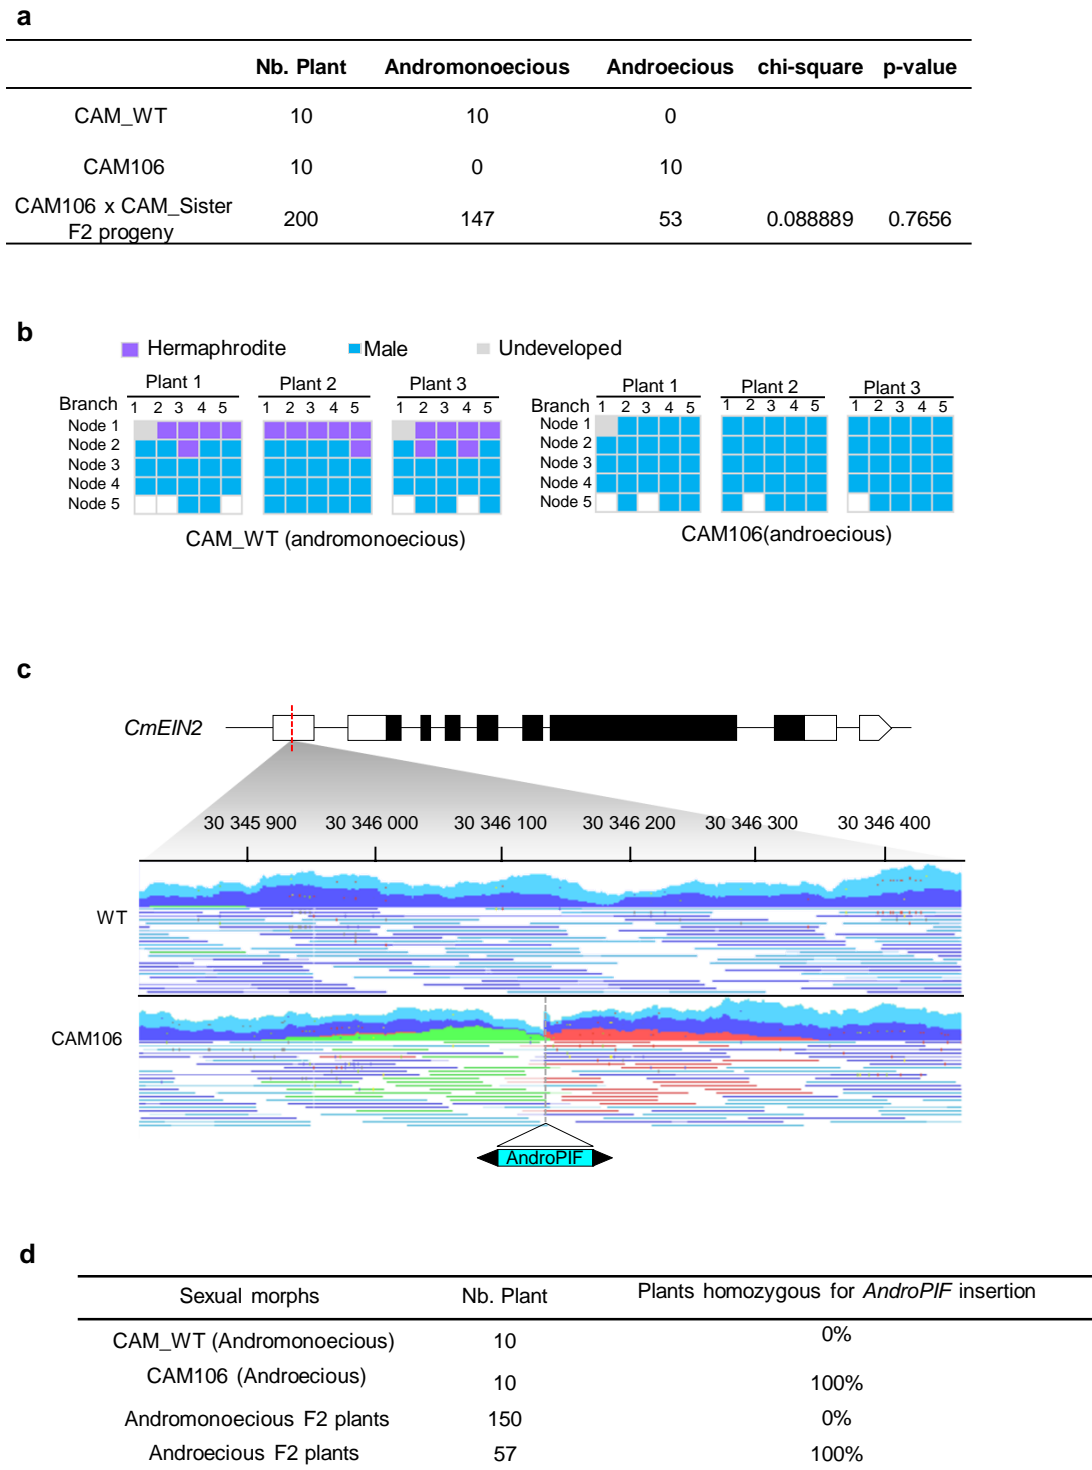 a
Nb. Plant Andromonoecious Androecious chi-square p-value
CAM_WT 10 10 0
CAM106 10 0 10
CAM106 x CAM_Sister
F2 progeny 200 147 53 0.088889 0.7656
b
Hermaphrodite Male Undeveloped
Plant 1 Plant 2 Plant 3
Branch 1 2 3 4 5 1 2 3 4 5 1 2 3 4 5
Node 1
Node 2
Node 3
Node 4
Node 5
CAM_WT (andromonoecious)
Plant 1 Plant 2 Plant 3
Branch 1 2 3 4 5 1 2 3 4 5 1 2 3 4 5
Node 1
Node 2
Node 3
Node 4
Node 5
CAM106(androecious)
c
CmEIN2
30 345 900 30 346 000 30 346 100 30 346 200 30 346 300 30 346 400
WT
CAM106
AndroPIF
d
Sexual morphs Nb. Plant Plants homozygous for AndroPIF insertion
CAM_WT (Andromonoecious) 10 0%
CAM106 (Androecious) 10 100%
Andromonoecious F2 plants 150 0%
Androecious F2 plants 57 100%